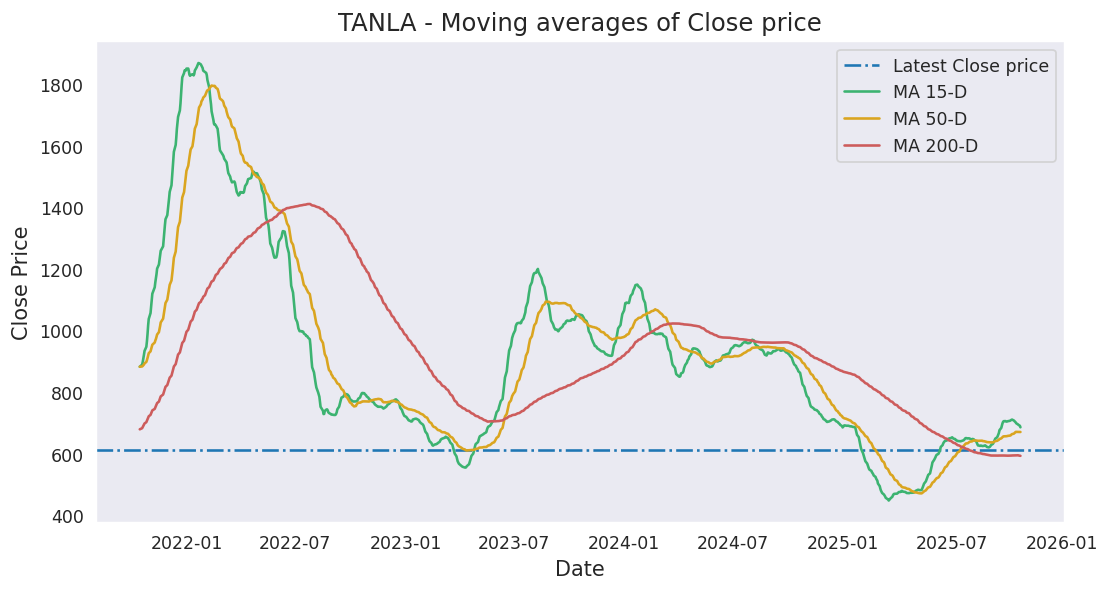 TANLA - Moving averages of Close price
Latest Close price
MA 15-D
MA 50-D
MA 200-D
Close Price
1800
1600
1400
1200
1000
800
600
400
2022-01 2022-07 2023-01 2023-07 2024-01 2024-07 2025-01 2025-07 2026-01
Date